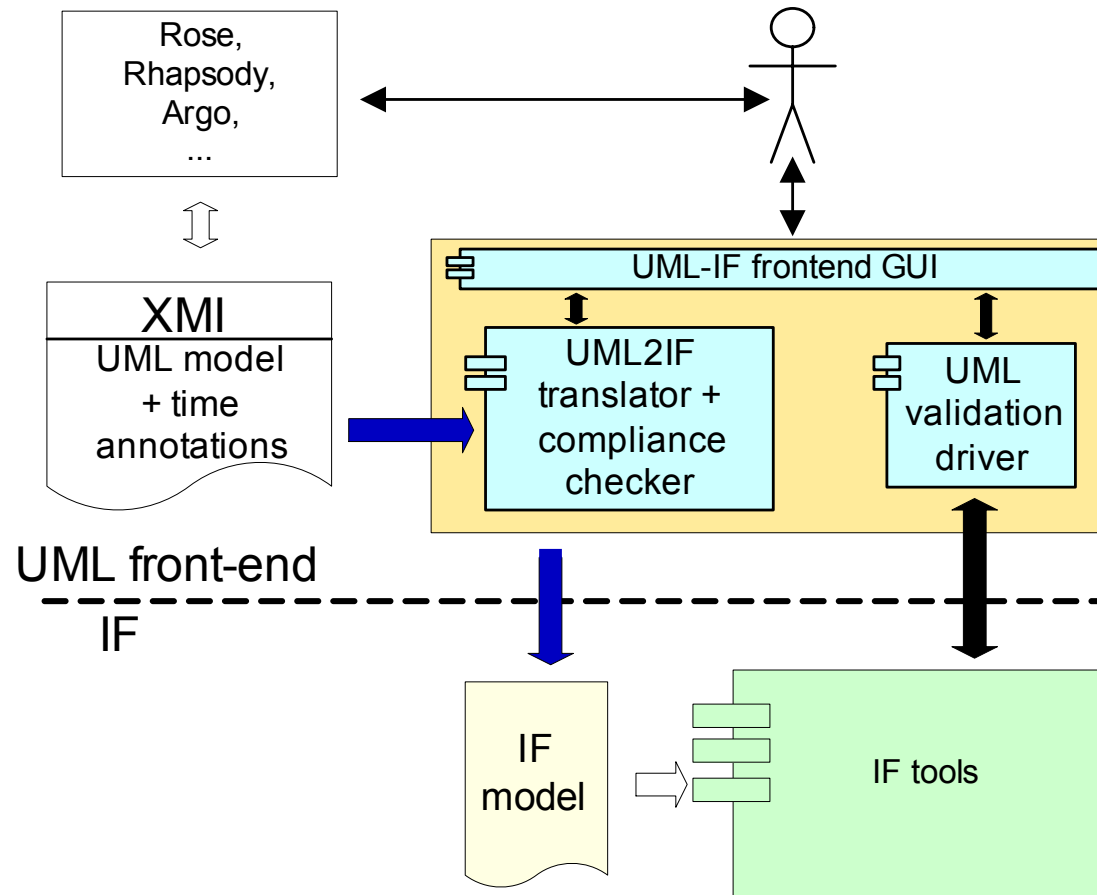 Rose,
Rhapsody,
Argo,
...
UML-IF frontend GUI
XMI
UML model
+ time
annotations
UML2IF
translator +
compliance
checker
UML
validation
driver
UML front-end
IF
IF
model
IF tools